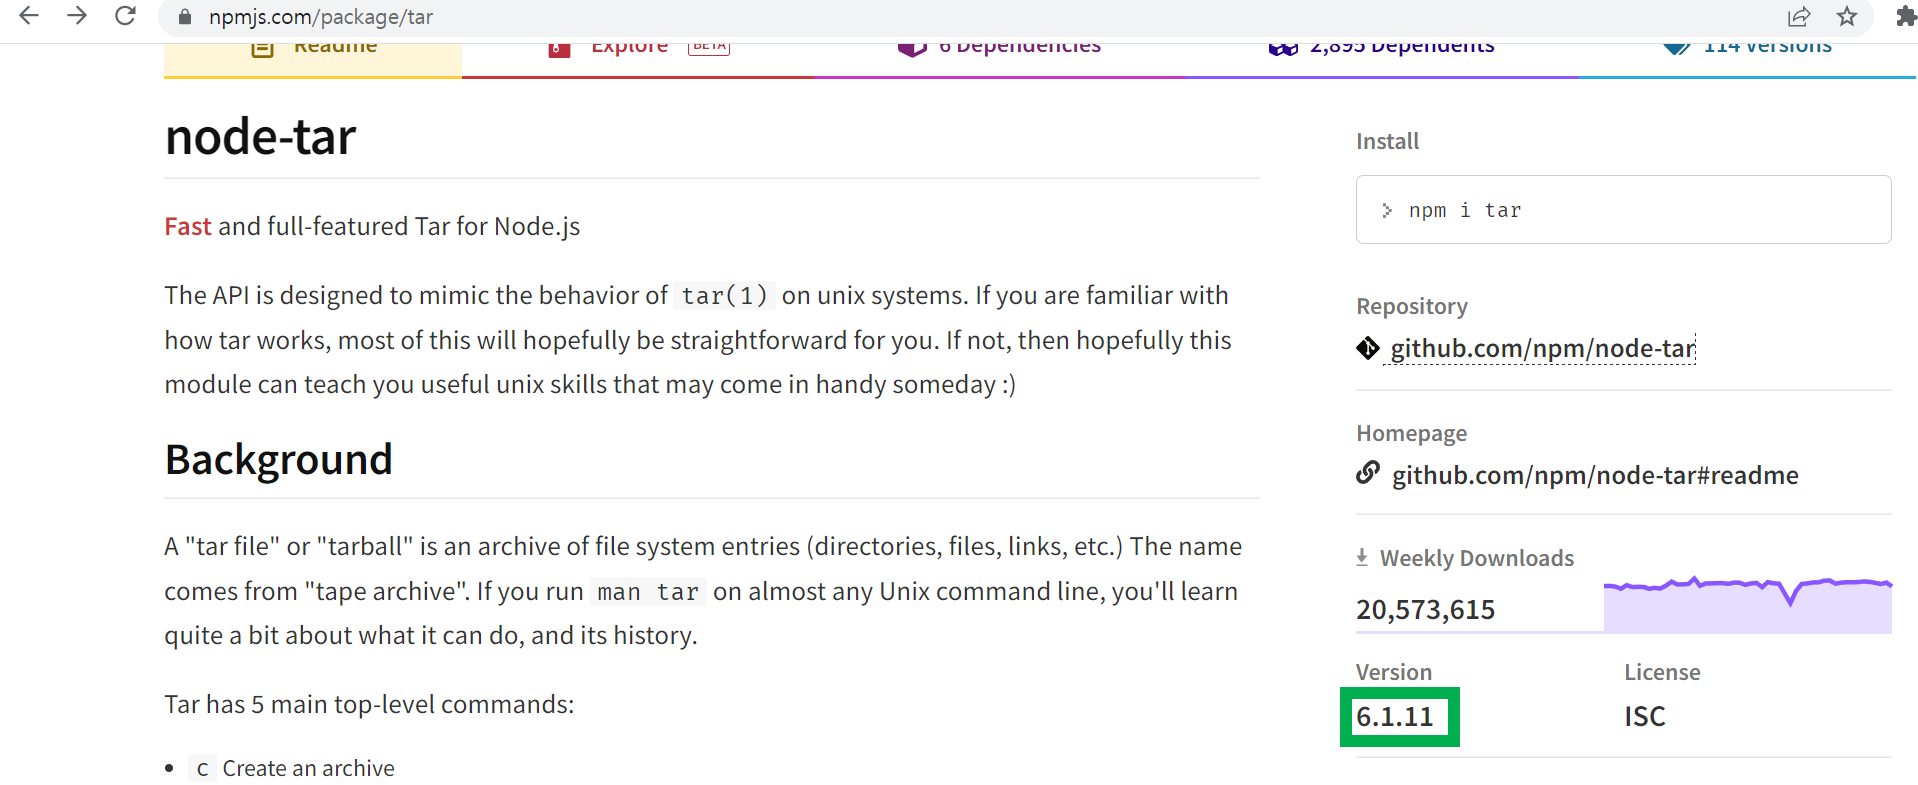 npmjs.com/package/tar
Readme
Explore BETA
6 Dependencies
2,895 Dependents
114 Versions
node-tar
Fast and full-featured Tar for Node.js
The API is designed to mimic the behavior of tar(1) on unix systems. If you are familiar with
how tar works, most of this will hopefully be straightforward for you. If not, then hopefully this
module can teach you useful unix skills that may come in handy someday :)
Background
A "tar file" or "tarball" is an archive of file system entries (directories, files, links, etc.) The name
comes from "tape archive". If you run man tar on almost any Unix command line, you'll learn
quite a bit about what it can do, and its history.
Tar has 5 main top-level commands:
• c Create an archive
Install
> npm i tar
Repository
github.com/npm/node-tar
Homepage
github.com/npm/node-tar#readme
Weekly Downloads
20,573,615
Version
6.1.11
License
ISC